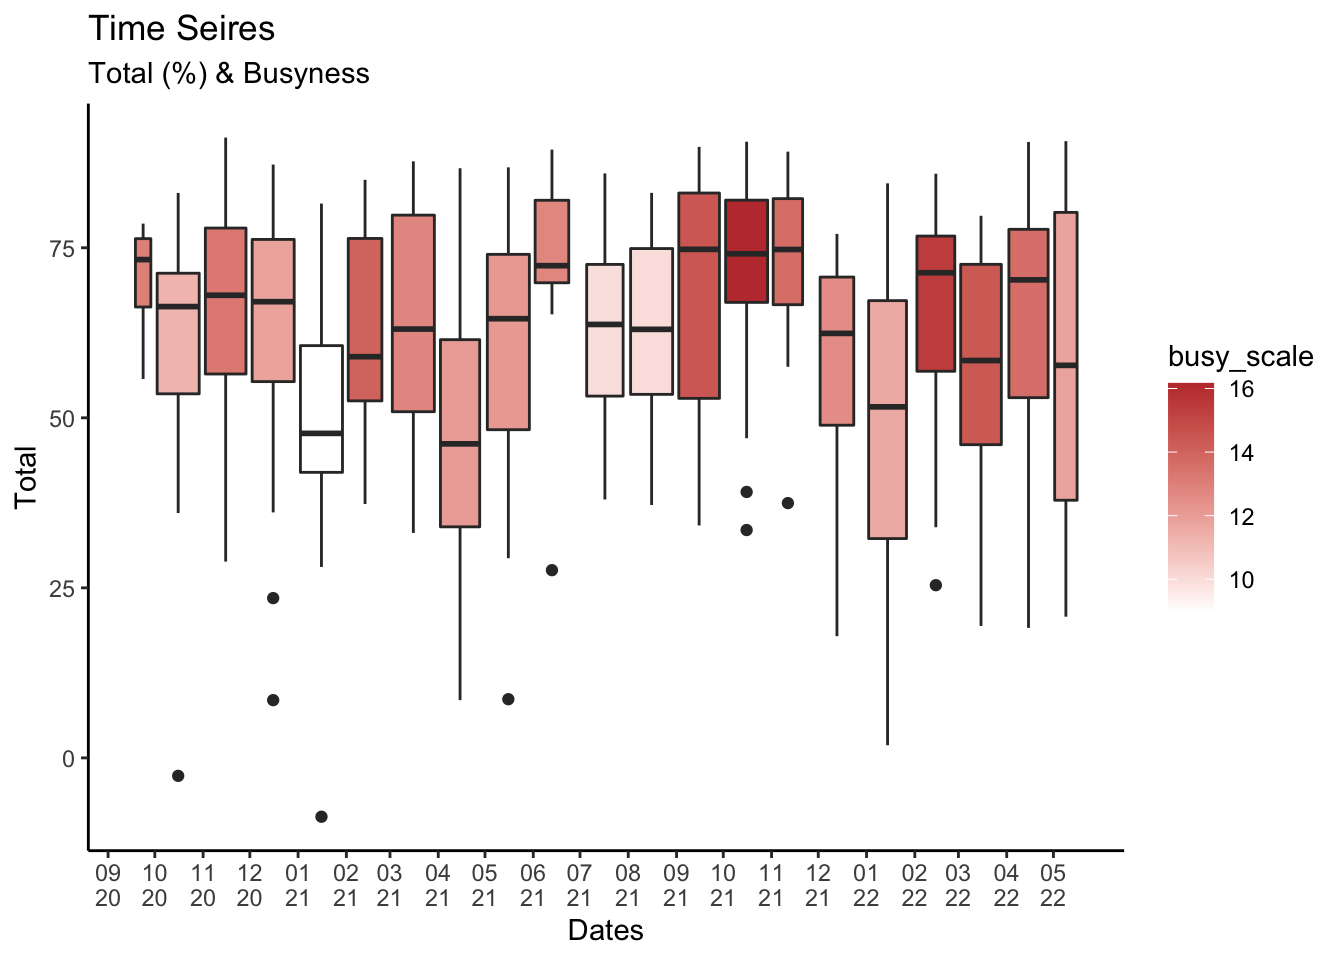 Time Seires
Total (%) & Busyness
75
50
25
0
Total
09 10 11 12 01 02 03 04 05 06 07 08 09 10 11 12 01 02 03 04 05
20 20 20 20 21 21 21 21 21 21 21 21 21 21 21 21 22 22 22 22 22
Dates
busy_scale
16
14
12
10